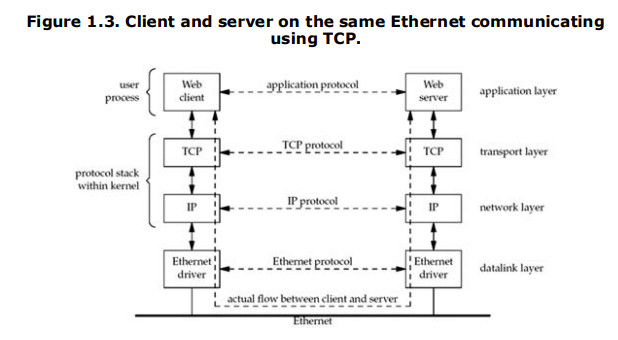 Figure 1.3. Client and server on the same Ethernet communicating
using TCP.
user
process
Web
client
application protocol
Web
server
application layer
TCP
TCP protocol
TCP
transport layer
protocol stack
within kernel
IP
IP protocol
IP
network layer
Ethernet
driver
Ethernet protocol
Ethernet
driver
datalink layer
actual flow between client and server
Ethernet